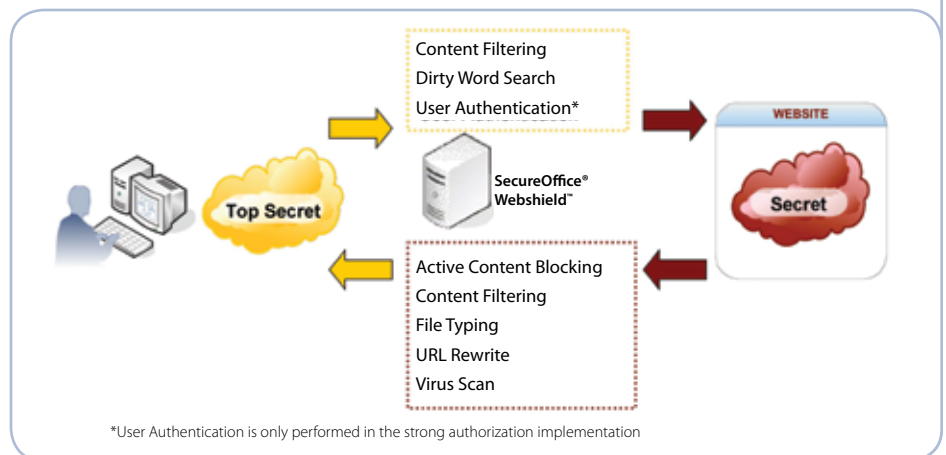 Content Filtering
Dirty Word Search
User Authentication*
WEBSITE
SecureOffice®
Webshield™
Top Secret
Secret
Active Content Blocking
Content Filtering
File Typing
URL Rewrite
Virus Scan
*User Authentication is only performed in the strong authorization implementation